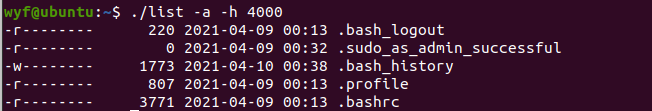 wyf@ubuntu:~$ ./list -a -h 4000
-r-------- 220 2021-04-09 00:13 .bash_logout
-r-------- 0 2021-04-09 00:32 .sudo_as_admin_successful
-w-------- 1773 2021-04-10 00:38 .bash_history
-r-------- 807 2021-04-09 00:13 .profile
-r-------- _3771 2021-04-09 00:13 .bashrc